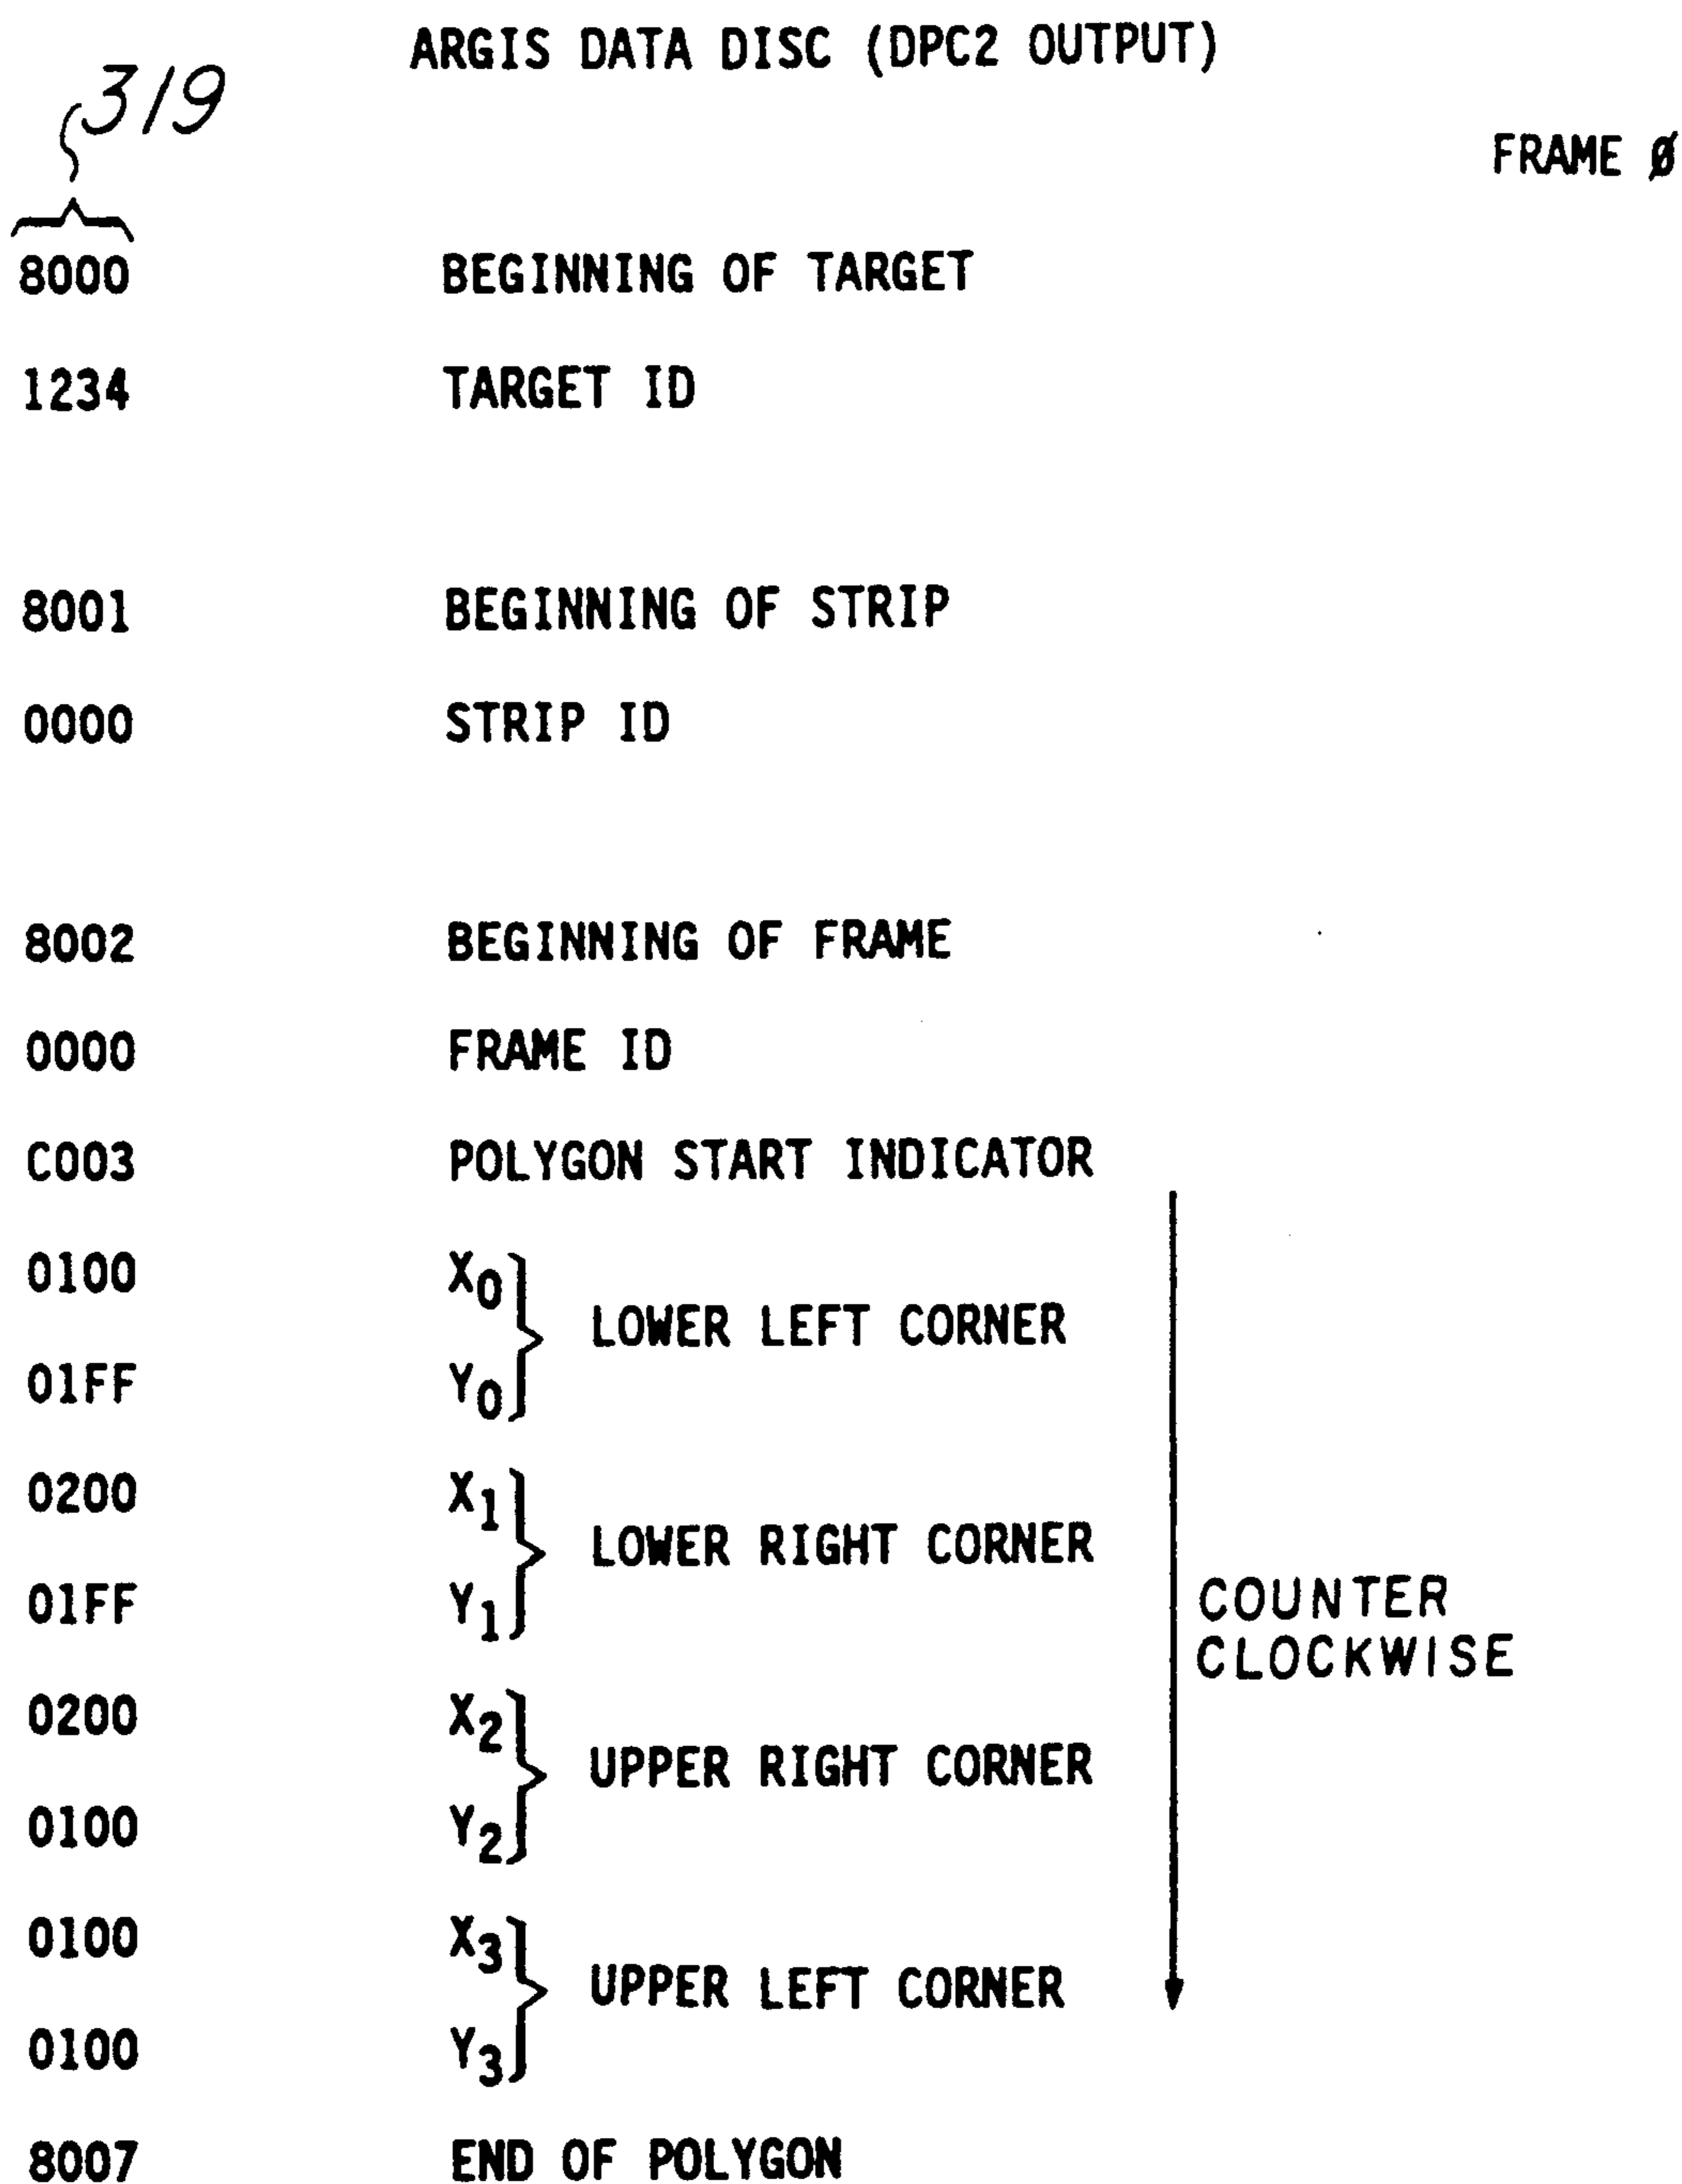 ARGIS DATA DISC (DPC2 OUTPUT)
319
FRAME Ø
8000 BEGINNING OF TARGET
1234 TARGET ID
8001 BEGINNING OF STRIP
0000 STRIP ID
8002 BEGINNING OF FRAME
0000 FRAME ID
C003 POLYGON START INDICATOR
0100 X0
LOWER LEFT CORNER
01FF Y0
0200 X1
LOWER RIGHT CORNER
01FF Y1
COUNTER
CLOCKWISE
0200 X2
UPPER RIGHT CORNER
0100 Y2
0100 X3
UPPER LEFT CORNER
0100 Y3
8007 END OF POLYGON